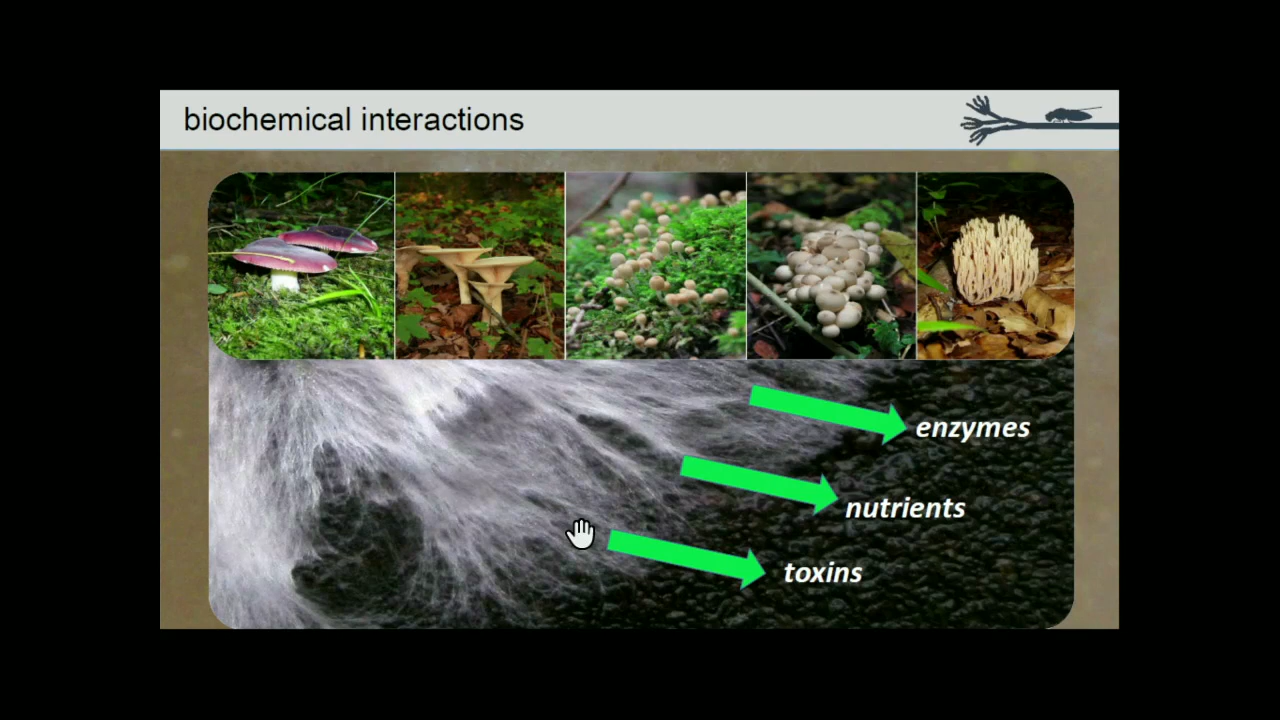 biochemical interactions
enzymes
nutrients
toxins